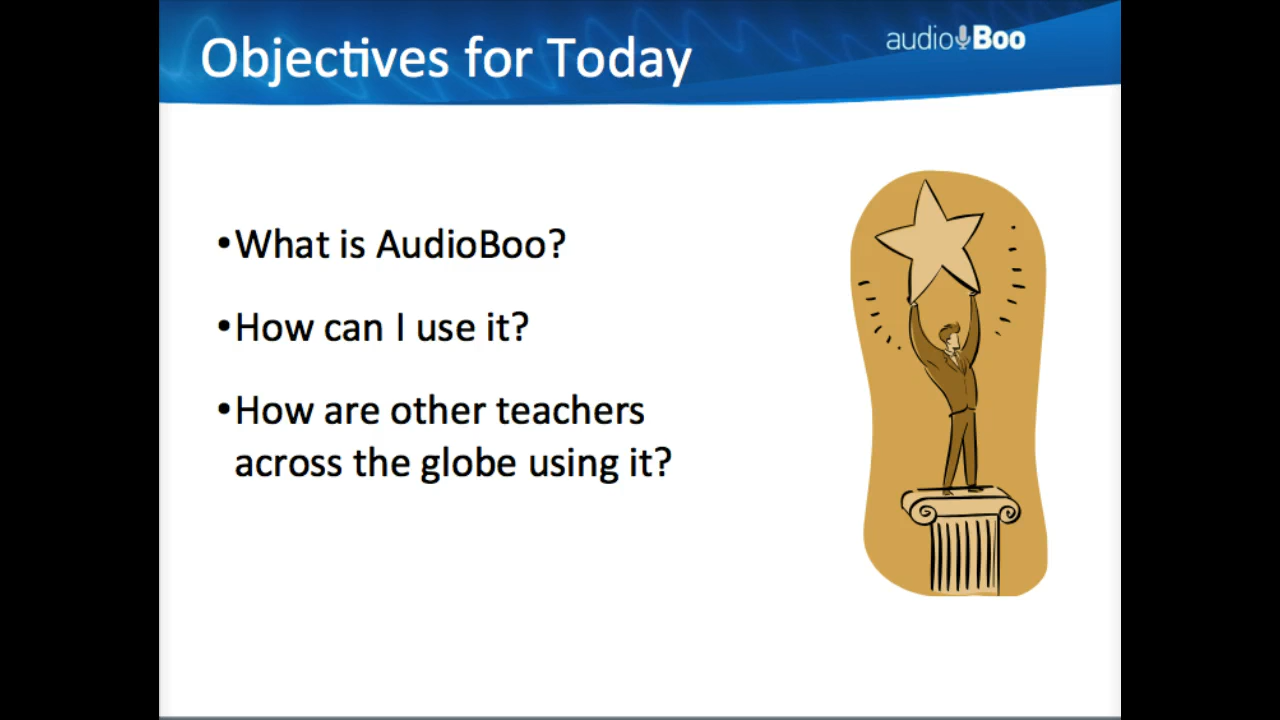 Objectives for Today
audioBoo
•What is AudioBoo?
•How can I use it?
•How are other teachers
across the globe using it?